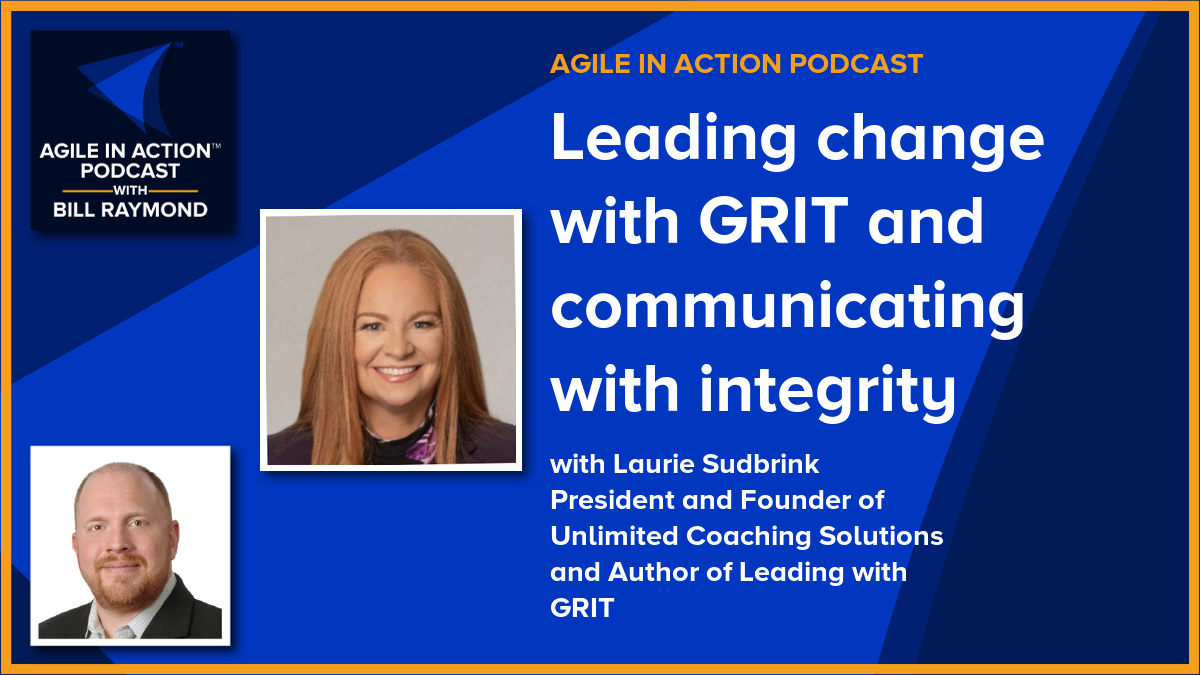 AGILE IN ACTION™
PODCAST
WITH
BILL RAYMOND
AGILE IN ACTION PODCAST
Leading change
with GRIT and
communicating
with integrity
with Laurie Sudbrink
President and Founder of
Unlimited Coaching Solutions
and Author of Leading with
GRIT